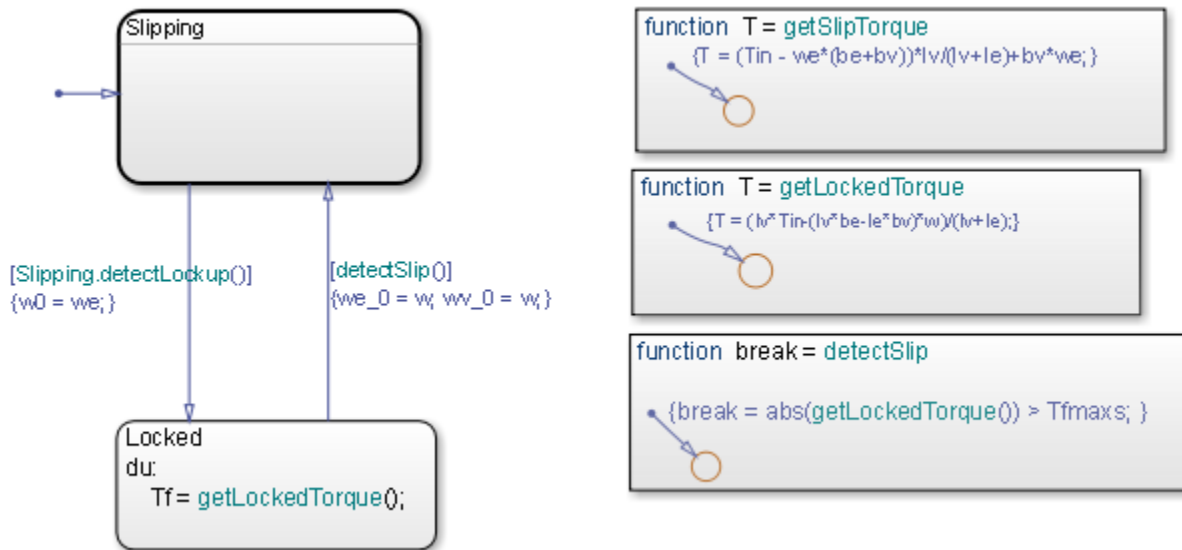 Slipping
[Slipping.detectLockup()]
{w0 = we; }
[detectSlip()]
{we_0 = w; wv_0 = w; }
Locked
du:
Tf = getLockedTorque();
function T = getSlipTorque
{T = (Tin - we*(be+bv))*Iv/(Iv+Ie)+bv*we; }
function T = getLockedTorque
{T = (Iv*Tin-(Iv*be-Ie*bv)*w)/(Iv+Ie);}
function break = detectSlip
{break = abs(getLockedTorque()) > Tfmaxs; }